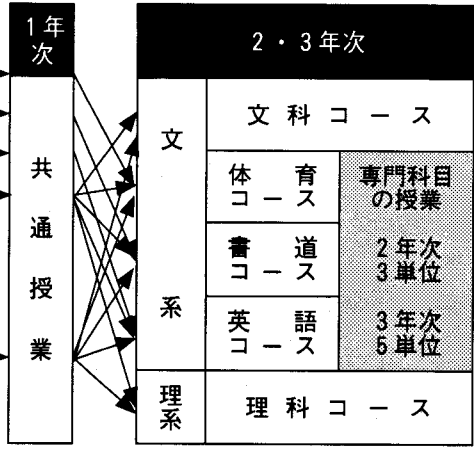 1年次
2・3年次
共通授業
文系
文科コース
体育コース
書道コース
英語コース
専門科目の授業
2年次
3単位
3年次
5単位
理系
理科コース